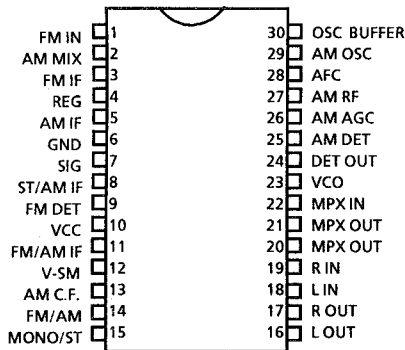 FM IN 1 30 OSC BUFFER
AM MIX 2 29 AM OSC
FM IF 3 28 AFC
REG 4 27 AM RF
AM IF 5 26 AM AGC
GND 6 25 AM DET
SIG 7 24 DET OUT
ST/AM IF 8 23 VCO
FM DET 9 22 MPX IN
VCC 10 21 MPX OUT
FM/AM IF 11 20 MPX OUT
V-SM 12 19 R IN
AM C.F. 13 18 L IN
FM/AM 14 17 R OUT
MONO/ST 15 16 L OUT